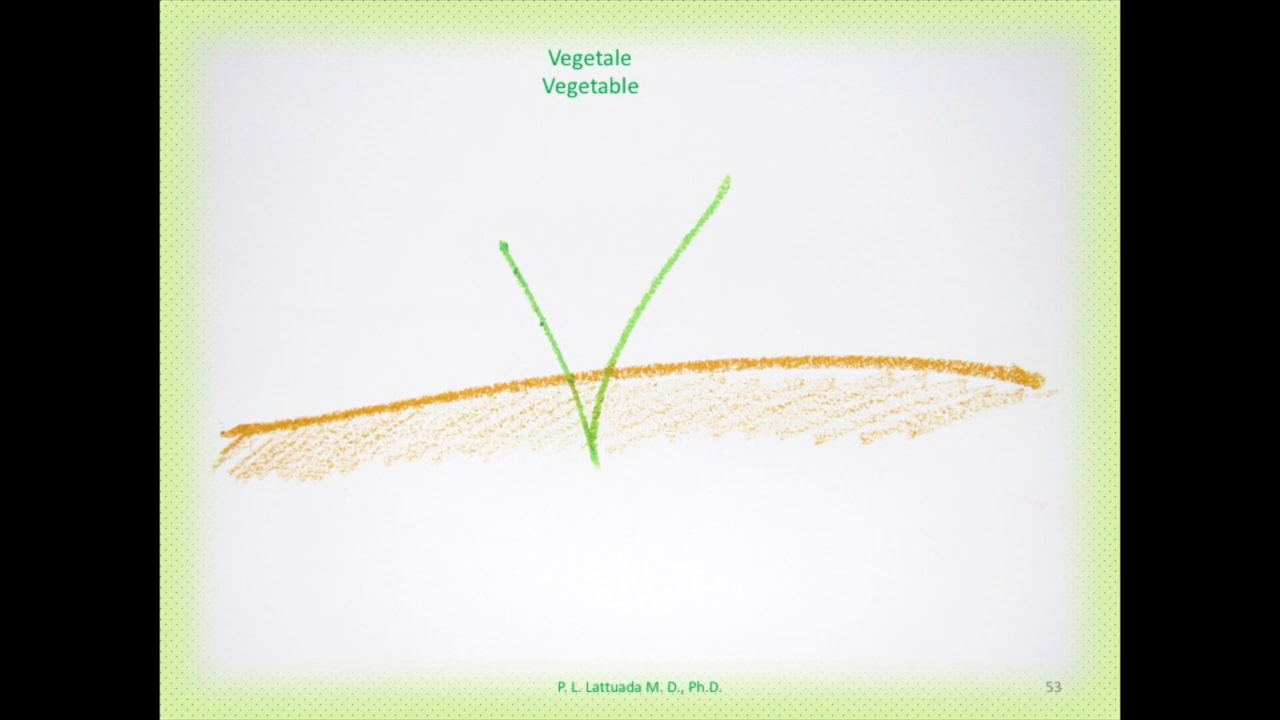 Vegetale
Vegetable
P. L. Lattuada M. D., Ph.D.
53